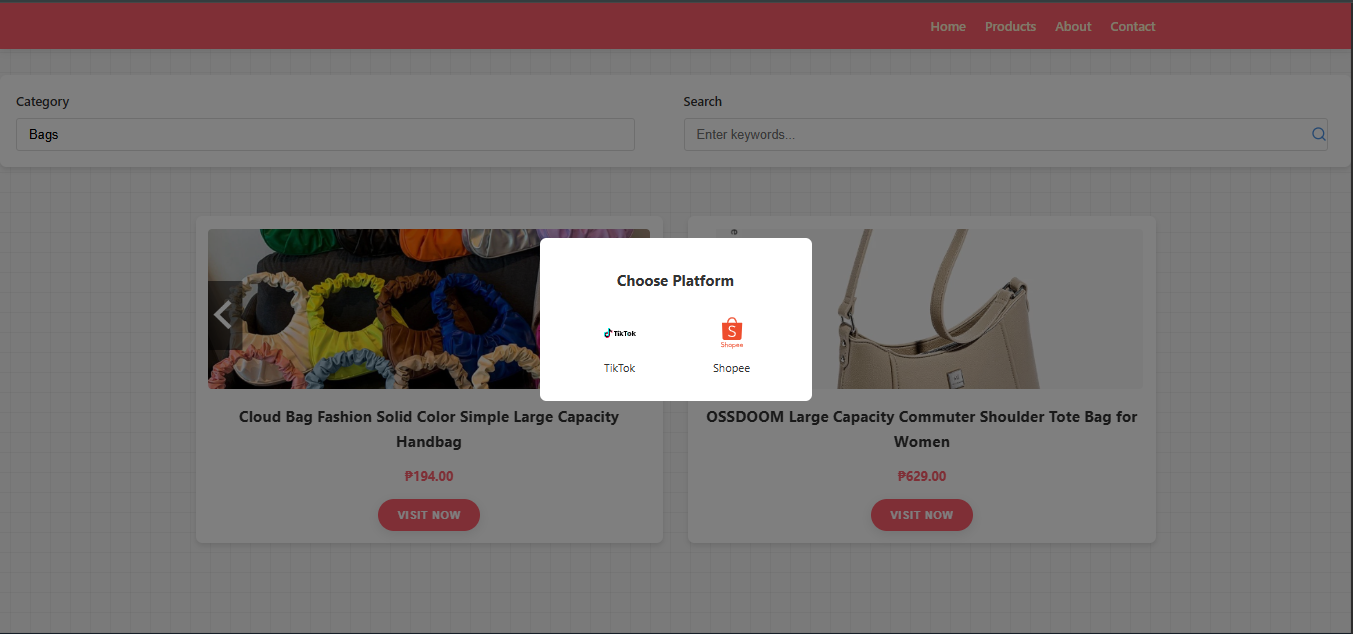 Home Products About Contact
Category
Search
Bags
Enter keywords...
Choose Platform
TikTok
Shopee
TikTok
Shopee
Cloud Bag Fashion Solid Color Simple Large Capacity
Handbag
₱194.00
VISIT NOW
OSSDOOM Large Capacity Commuter Shoulder Tote Bag for
Women
₱629.00
VISIT NOW